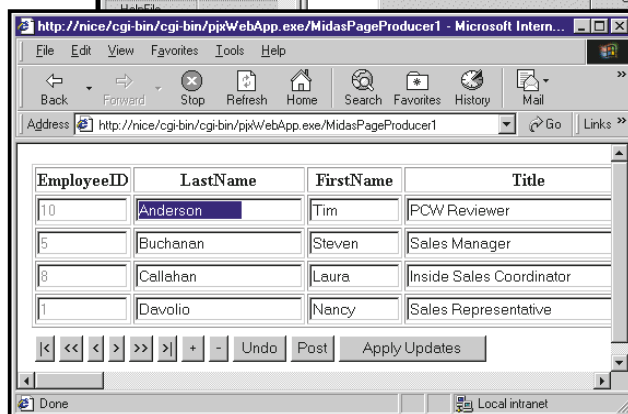 HelpFile
http://nice/cgi-bin/cgi-bin/pjxWebApp.exe/MidasPageProducer1 - Microsoft Intern...
File Edit View Favorites Tools Help
Back Forward Stop Refresh Home Search Favorites History Mail »
Address http://nice/cgi-bin/cgi-bin/pjxWebApp.exe/MidasPageProducer1 Go Links »
EmployeeID LastName FirstName Title
10 Anderson Tim PCW Reviewer
5 Buchanan Steven Sales Manager
8 Callahan Laura Inside Sales Coordinator
1 Davolio Nancy Sales Representative
|< << < > >> >| + - Undo Post Apply Updates
Done Local intranet